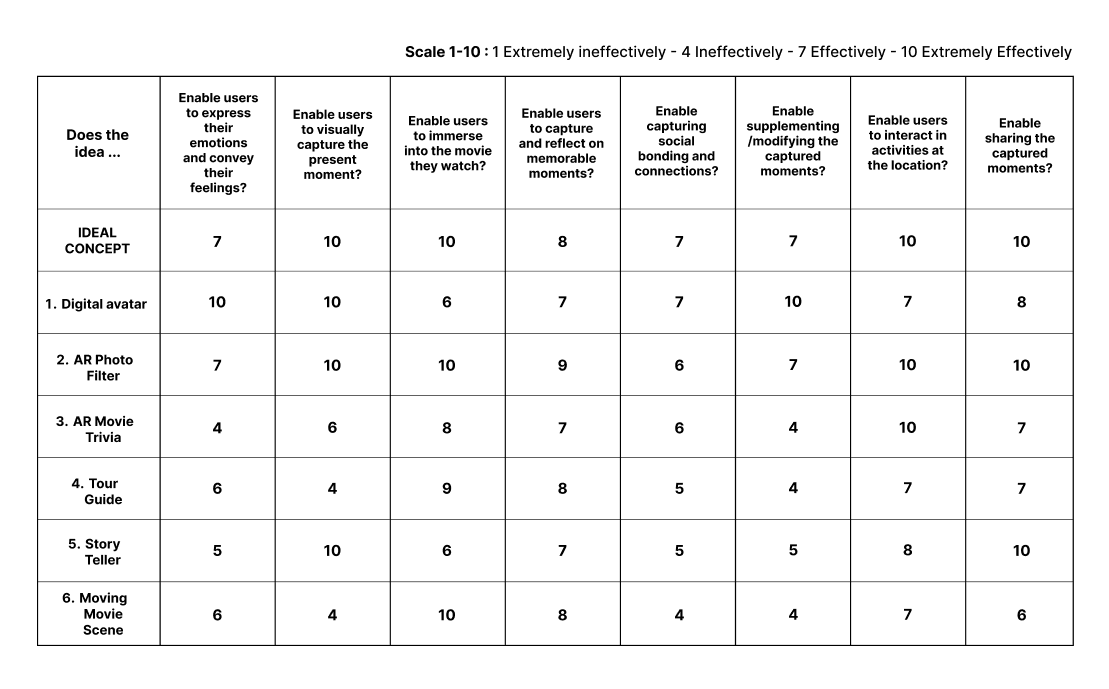 Scale 1-10 : 1 Extremely ineffectively - 4 Ineffectively - 7 Effectively - 10 Extremely Effectively
Does the
idea ...
Enable users
to express
their
emotions
and convey
their
feelings?
Enable users
to visually
capture the
present
moment?
Enable users
to immerse
into the movie
they watch?
Enable users
to capture
and reflect on
memorable
moments?
Enable
capturing
social
bonding and
connections?
Enable
supplementing
/modifying the
captured
moments?
Enable users
to interact in
activities at
the location?
Enable
sharing the
captured
moments?
IDEAL
CONCEPT
7 10 10 8 7 7 10 10
1. Digital avatar
10 10 6 7 7 10 7 8
2. AR Photo
Filter
7 10 10 9 6 7 10 10
3. AR Movie
Trivia
4 6 8 7 6 4 10 7
4. Tour
Guide
6 4 9 8 5 4 7 7
5. Story
Teller
5 10 6 7 5 5 8 10
6. Moving
Movie
Scene
6 4 10 8 4 4 7 6